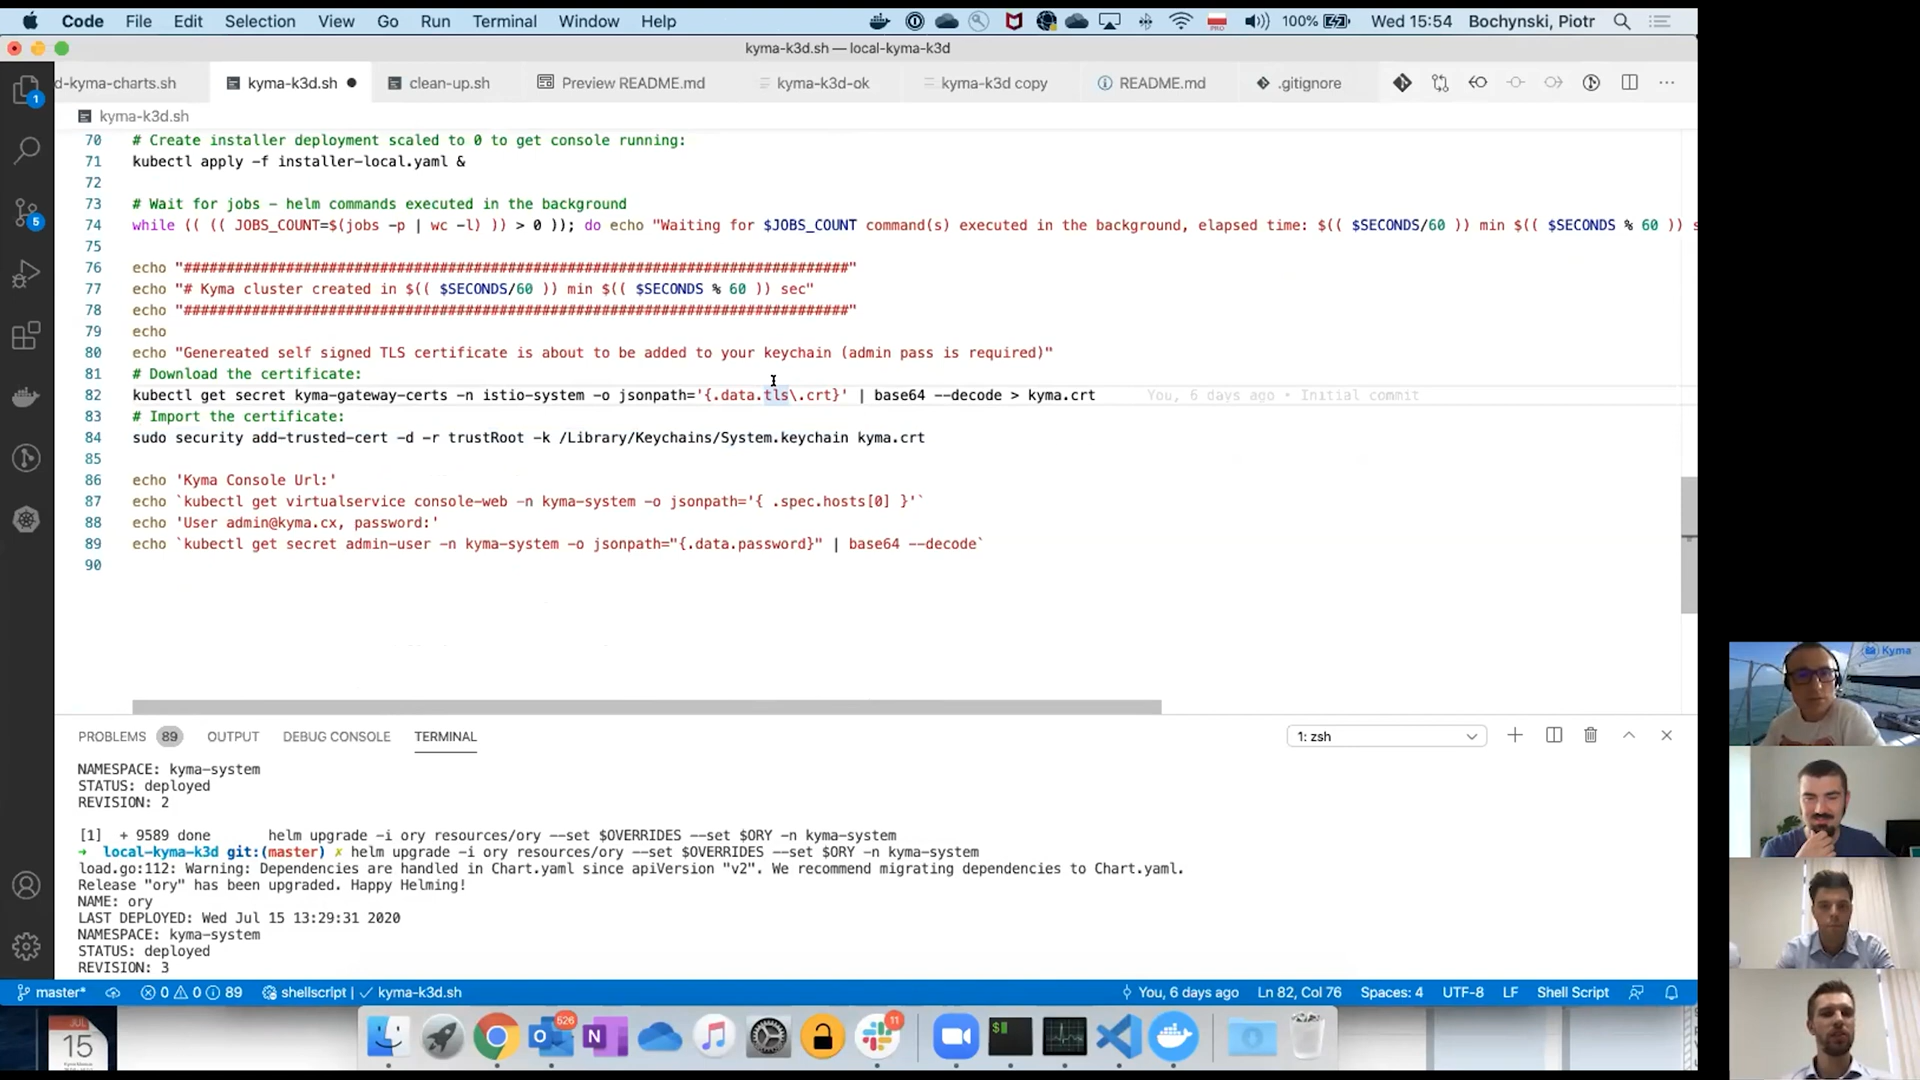 Code File Edit Selection View Go Run Terminal Window Help 100% Wed 15:54 Bochynski, Piotr
kyma-k3d.sh — local-kyma-k3d
d-kyma-charts.sh kyma-k3d.sh clean-up.sh Preview README.md kyma-k3d-ok kyma-k3d copy README.md .gitignore
kyma-k3d.sh
70 # Create installer deployment scaled to 0 to get console running:
71 kubectl apply -f installer-local.yaml &
72
73 # Wait for jobs - helm commands executed in the background
74 while (( (( JOBS_COUNT=$(jobs -p | wc -l) )) > 0 )); do echo "Waiting for $JOBS_COUNT command(s) executed in the background, elapsed time: $(( $SECONDS/60 )) min $(( $SECONDS % 60 )) s
75
76 echo "##############################################################################"
77 echo "# Kyma cluster created in $(( $SECONDS/60 )) min $(( $SECONDS % 60 )) sec"
78 echo "##############################################################################"
79 echo
80 echo "Genereated self signed TLS certificate is about to be added to your keychain (admin pass is required)"
81 # Download the certificate:
82 kubectl get secret kyma-gateway-certs -n istio-system -o jsonpath='{.data.tls\.crt}' | base64 --decode > kyma.crt You, 6 days ago • Initial commit
83 # Import the certificate:
84 sudo security add-trusted-cert -d -r trustRoot -k /Library/Keychains/System.keychain kyma.crt
85
86 echo 'Kyma Console Url:'
87 echo `kubectl get virtualservice console-web -n kyma-system -o jsonpath='{ .spec.hosts[0] }'`
88 echo 'User admin@kyma.cx, password:'
89 echo `kubectl get secret admin-user -n kyma-system -o jsonpath="{.data.password}" | base64 --decode`
90
1
5
Kyma
PROBLEMS 89 OUTPUT DEBUG CONSOLE TERMINAL 1: zsh
NAMESPACE: kyma-system
STATUS: deployed
REVISION: 2
[1] + 9589 done helm upgrade -i ory resources/ory --set $OVERRIDES --set $ORY -n kyma-system
➜ local-kyma-k3d git:(master) ✗ helm upgrade -i ory resources/ory --set $OVERRIDES --set $ORY -n kyma-system
load.go:112: Warning: Dependencies are handled in Chart.yaml since apiVersion "v2". We recommend migrating dependencies to Chart.yaml.
Release "ory" has been upgraded. Happy Helming!
NAME: ory
LAST DEPLOYED: Wed Jul 15 13:29:31 2020
NAMESPACE: kyma-system
STATUS: deployed
REVISION: 3
master* 0 0 89 shellscript | ✓ kyma-k3d.sh You, 6 days ago Ln 82, Col 76 Spaces: 4 UTF-8 LF Shell Script
JUL
15
526
N
11
$